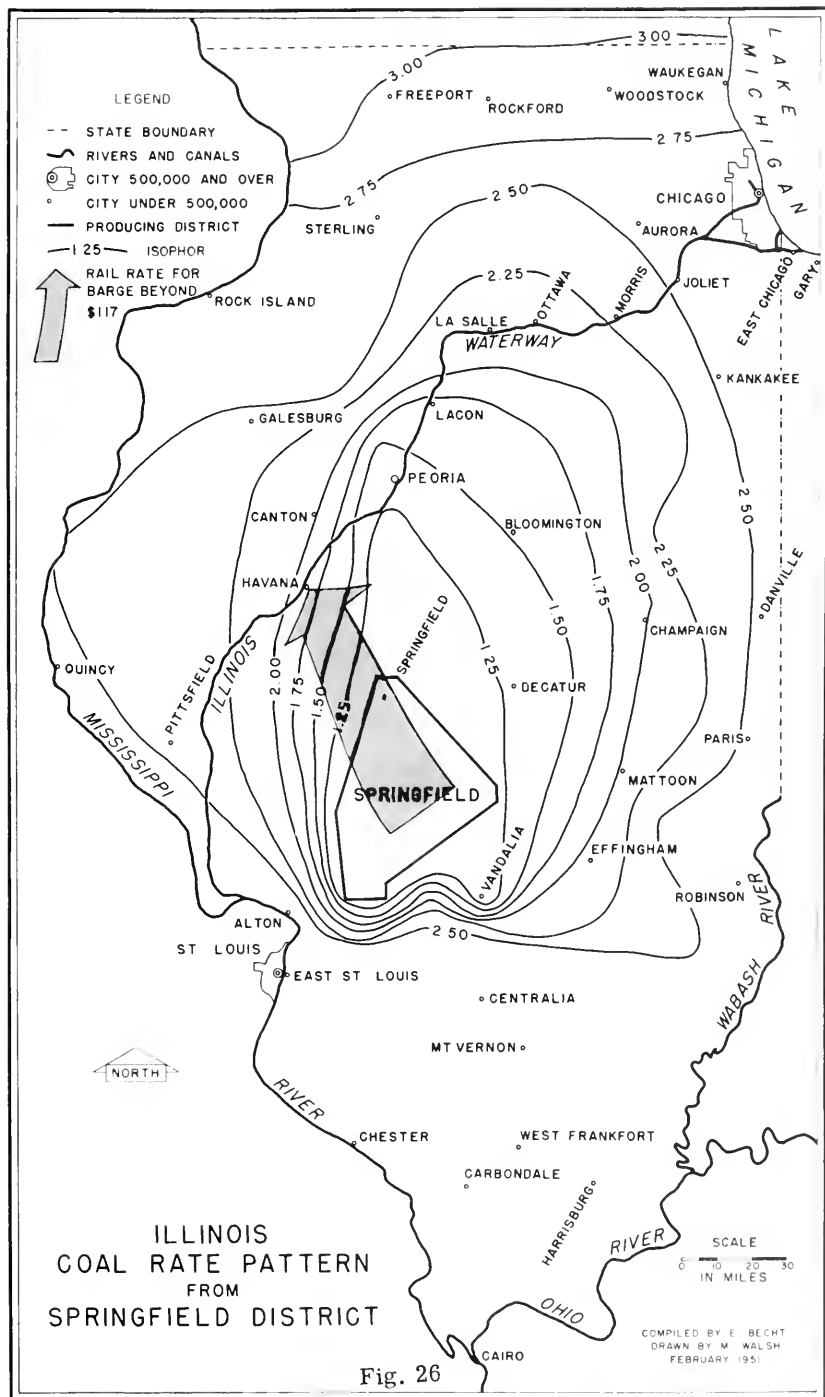 LEGEND
STATE BOUNDARY
RIVERS AND CANALS
CITY 500,000 AND OVER
CITY UNDER 500,000
PRODUCING DISTRICT
1 25 ISOPHOR
RAIL RATE FOR
BARGE BEYOND
$117
3.00
3 00
LAKE
MICHIGAN
WAUKEGAN
FREEPORT
ROCKFORD
WOODSTOCK
2 75
2.75
2 50
CHICAGO
STERLING
AURORA
2.25
ROCK ISLAND
LA SALLE
OTTAWA
MORRIS
JOLIET
EAST CHICAGO
GARY
WATERWAY
KANKAKEE
GALESBURG
LACON
PEORIA
CANTON
BLOOMINGTON
2.50
2.25
2.00
1.75
1.50
1.25
HAVANA
SPRINGFIELD
DANVILLE
CHAMPAIGN
QUINCY
PITTSFIELD
ILLINOIS
2.00
1.75
1.50
1.25
DECATUR
MISSISSIPPI
PARIS
SPRINGFIELD
MATTOON
VANDALIA
EFFINGHAM
ROBINSON
WABASH RIVER
ALTON
2 50
ST LOUIS
EAST ST LOUIS
CENTRALIA
MT VERNON
NORTH
RIVER
CHESTER
WEST FRANKFORT
CARBONDALE
HARRISBURG
RIVER
OHIO
CAIRO
SCALE
0 10 20 30
IN MILES
ILLINOIS
COAL RATE PATTERN
FROM
SPRINGFIELD DISTRICT
COMPILED BY E BECHT
DRAWN BY M WALSH
FEBRUARY 1951
Fig. 26